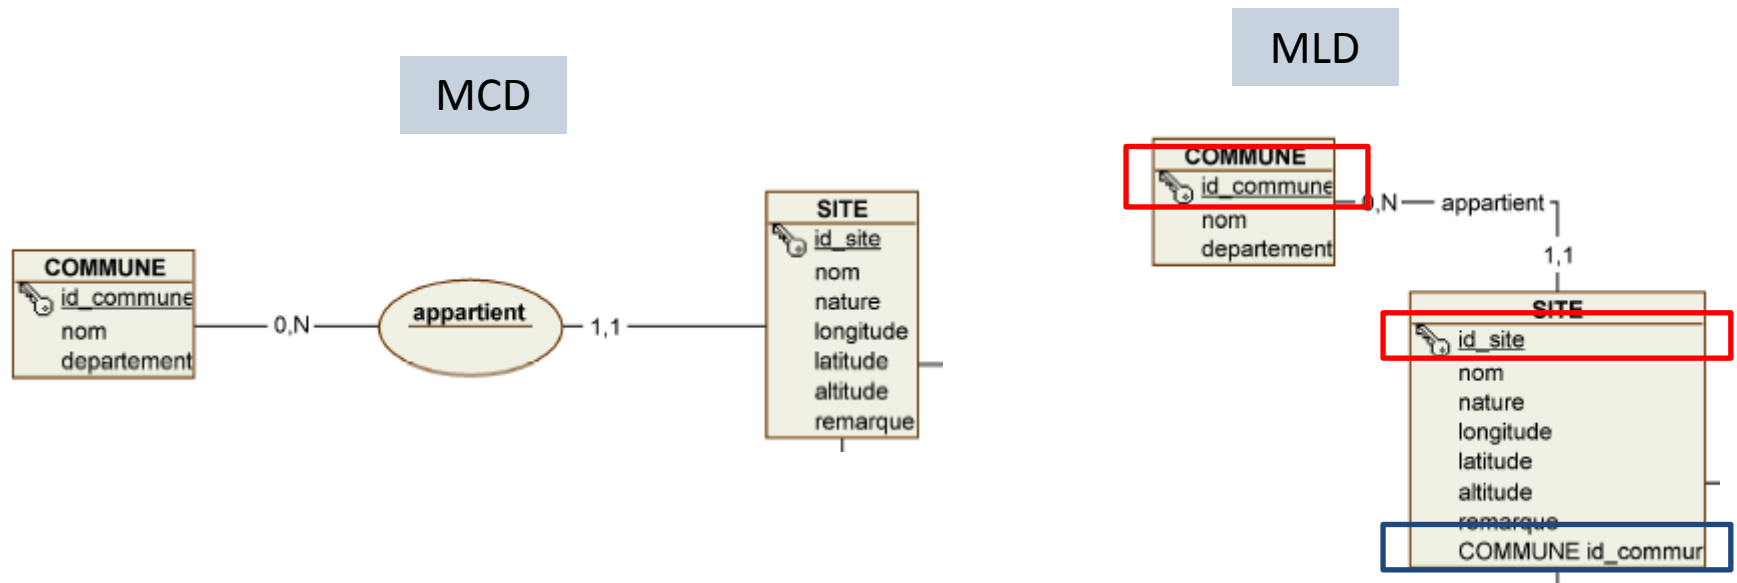 MCD
COMMUNE
id_commune
nom
departement
0,N
appartient
1,1
SITE
id_site
nom
nature
longitude
latitude
altitude
remarque
MLD
COMMUNE
id_commune
nom
departement
0,N
appartient
1,1
SITE
id_site
nom
nature
longitude
latitude
altitude
remarque
COMMUNE id_commur